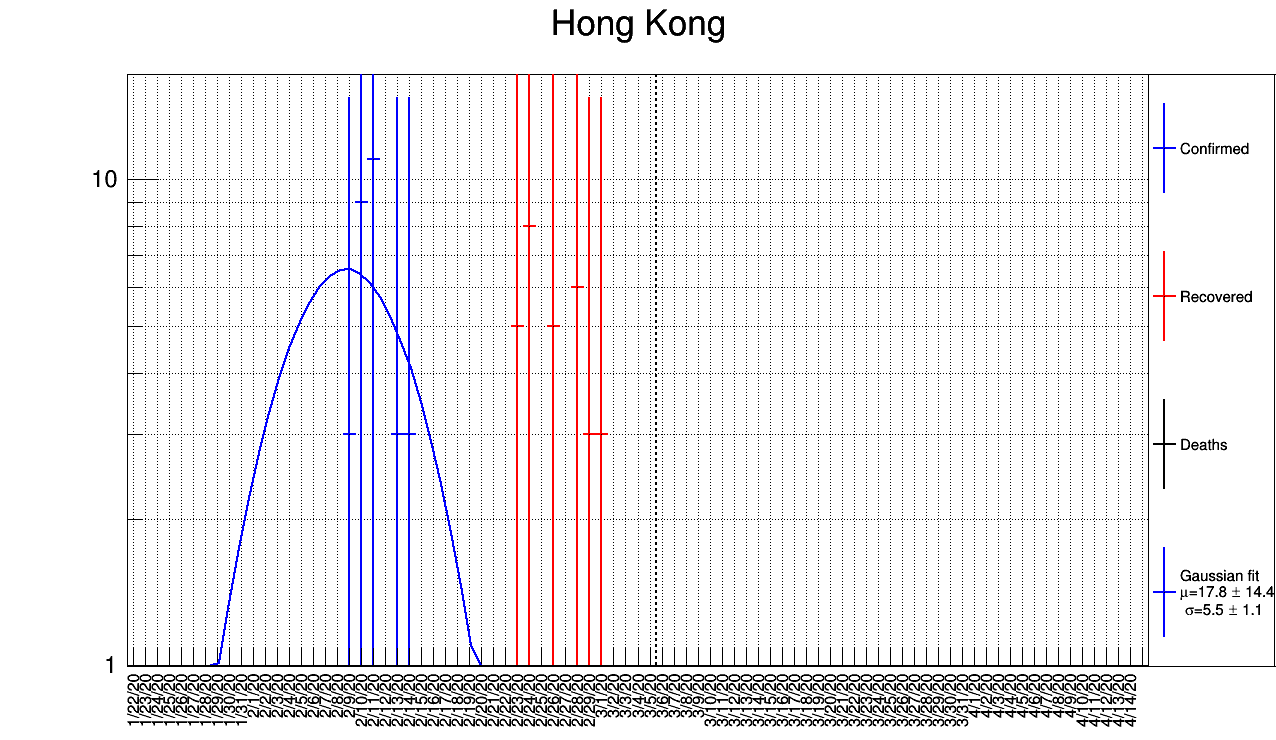 Hong Kong
10
1
1/22/20 1/23/20 1/24/20 1/25/20 1/26/20 1/27/20 1/28/20 1/29/20 1/30/20 1/31/20 2/1/20 2/2/20 2/3/20 2/4/20 2/5/20 2/6/20 2/7/20 2/8/20 2/9/20 2/10/20 2/11/20 2/12/20 2/13/20 2/14/20 2/15/20 2/16/20 2/17/20 2/18/20 2/19/20 2/20/20 2/21/20 2/22/20 2/23/20 2/24/20 2/25/20 2/26/20 2/27/20 2/28/20 2/29/20 3/1/20 3/2/20 3/3/20 3/4/20 3/5/20 3/6/20 3/7/20 3/8/20 3/9/20 3/10/20 3/11/20 3/12/20 3/13/20 3/14/20 3/15/20 3/16/20 3/17/20 3/18/20 3/19/20 3/20/20 3/21/20 3/22/20 3/23/20 3/24/20 3/25/20 3/26/20 3/27/20 3/28/20 3/29/20 3/30/20 3/31/20 4/1/20 4/2/20 4/3/20 4/4/20 4/5/20 4/6/20 4/7/20 4/8/20 4/9/20 4/10/20 4/11/20 4/12/20 4/13/20 4/14/20
Confirmed
Recovered
Deaths
Gaussian fit
μ=17.8 ± 14.4
σ=5.5 ± 1.1